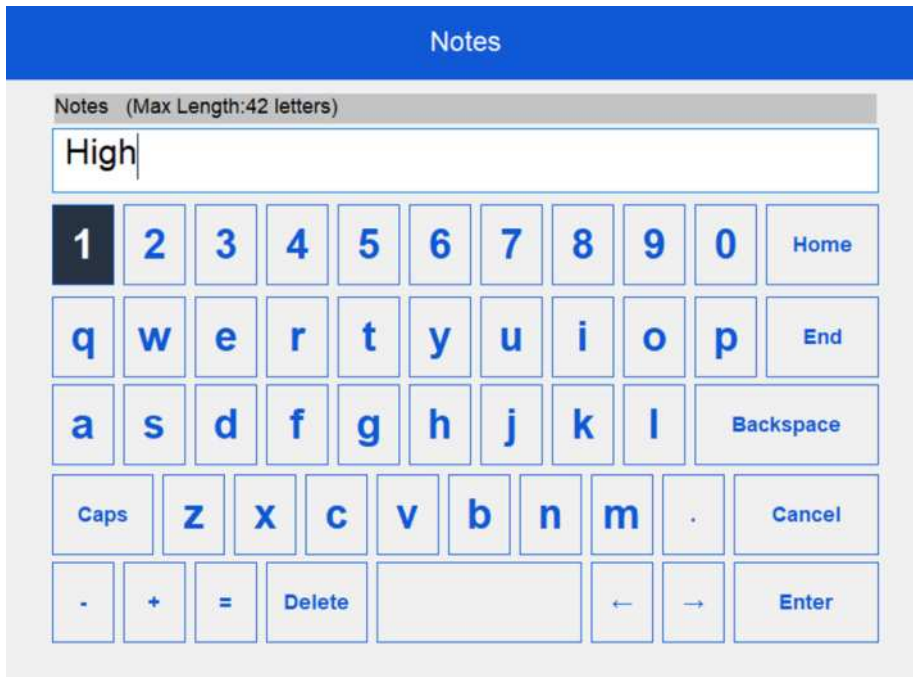 Notes
Notes (Max Length:42 letters)
High
1 2 3 4 5 6 7 8 9 0 Home
q w e r t y u i o p End
a s d f g h j k l Backspace
Caps z x c v b n m . Cancel
- + = Delete ← → Enter